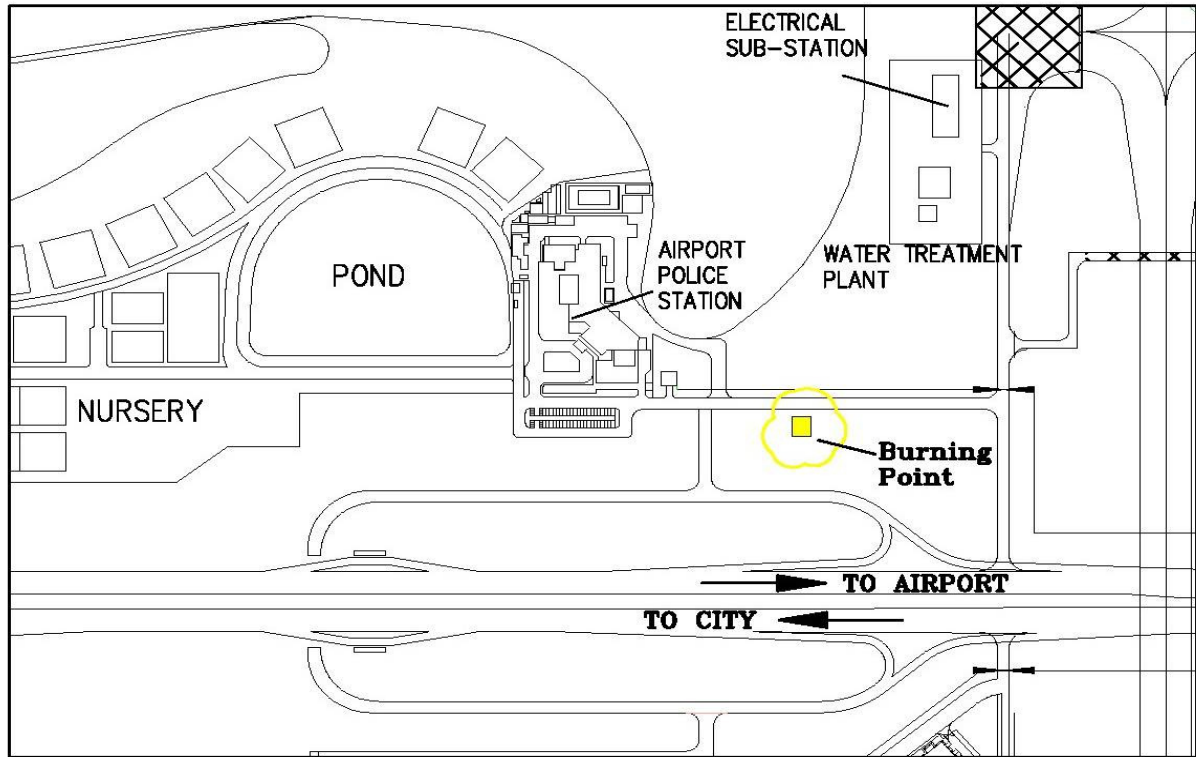 ELECTRICAL
SUB-STATION
POND
AIRPORT
POLICE
STATION
WATER TREATMENT
PLANT
NURSERY
Burning
Point
TO AIRPORT
TO CITY